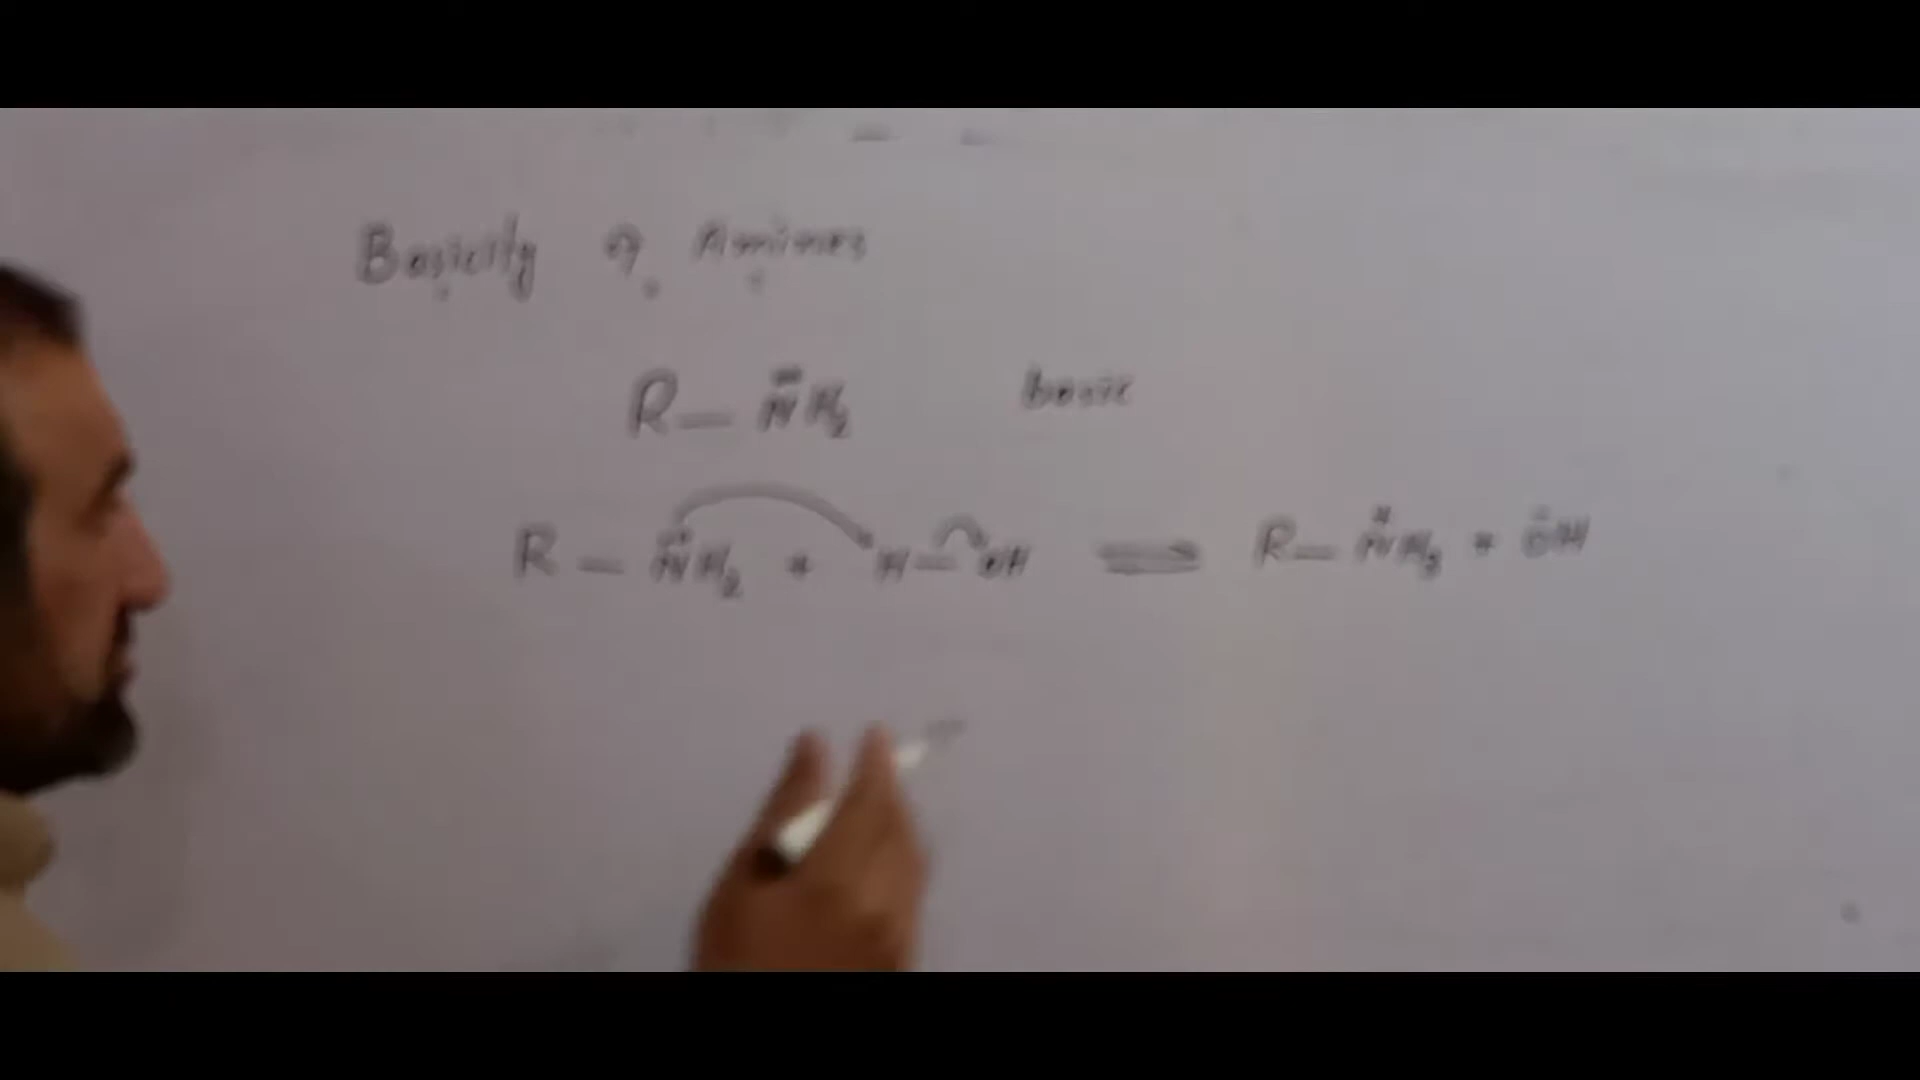 Basicity of Amines
R — N̈H₂ basic
R — N̈H₂ + H — OH ⇌ R — N⁺H₃ + ŌH